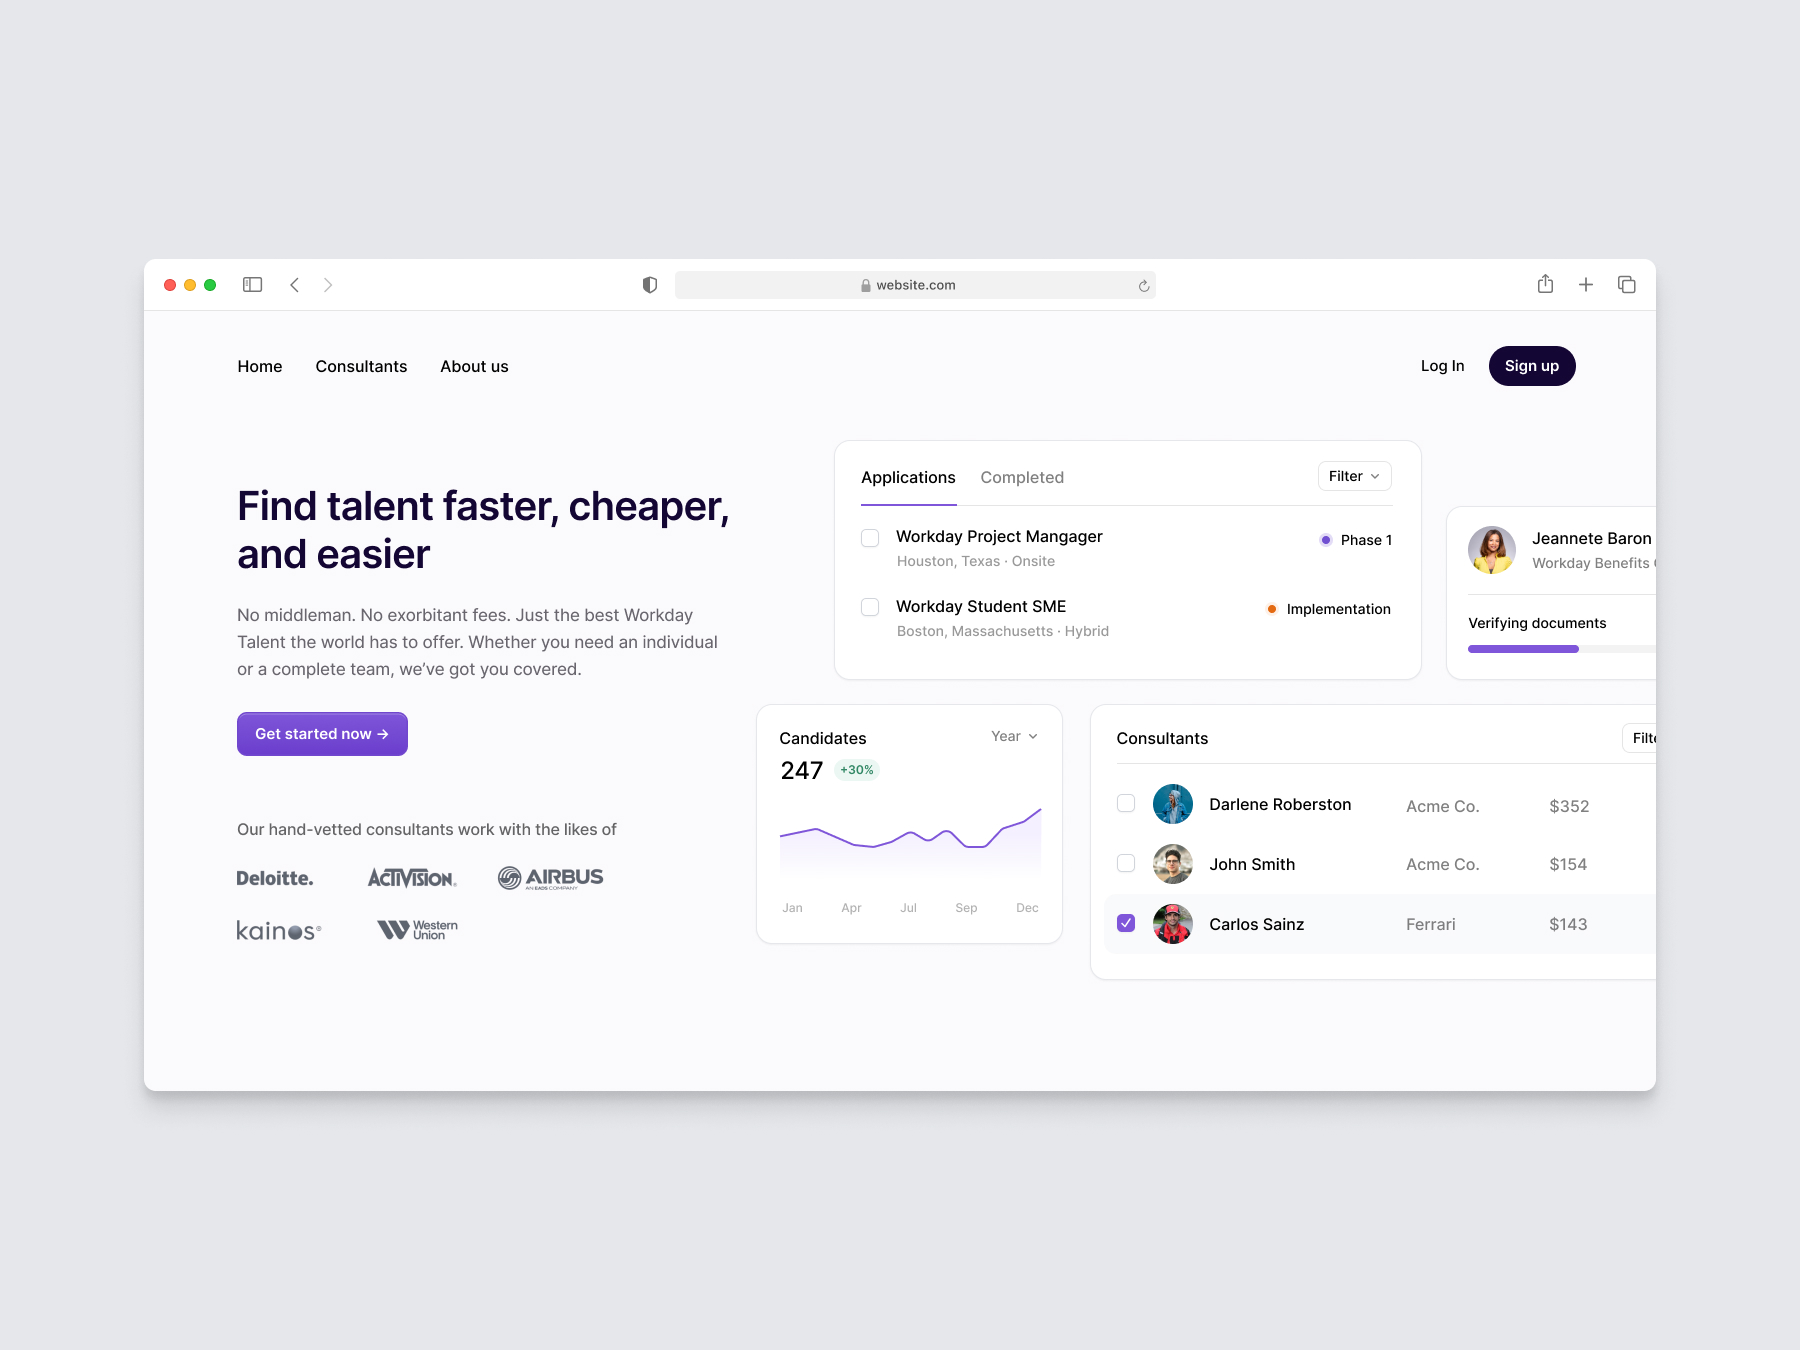 website.com
Home
Consultants
About us
Log In
Sign up
Find talent faster, cheaper,
and easier
No middleman. No exorbitant fees. Just the best Workday
Talent the world has to offer. Whether you need an individual
or a complete team, we’ve got you covered.
Get started now →
Our hand-vetted consultants work with the likes of
Deloitte.
ACTIVISION®
AIRBUS
AN EADS COMPANY
kainos®
Western
Union
Applications
Completed
Filter
Workday Project Mangager
Phase 1
Houston, Texas · Onsite
Workday Student SME
Implementation
Boston, Massachusetts · Hybrid
Jeannete Baron
Workday Benefits
Verifying documents
Candidates
Year
247
+30%
Jan
Apr
Jul
Sep
Dec
Consultants
Filte
Darlene Roberston
Acme Co.
$352
John Smith
Acme Co.
$154
Carlos Sainz
Ferrari
$143